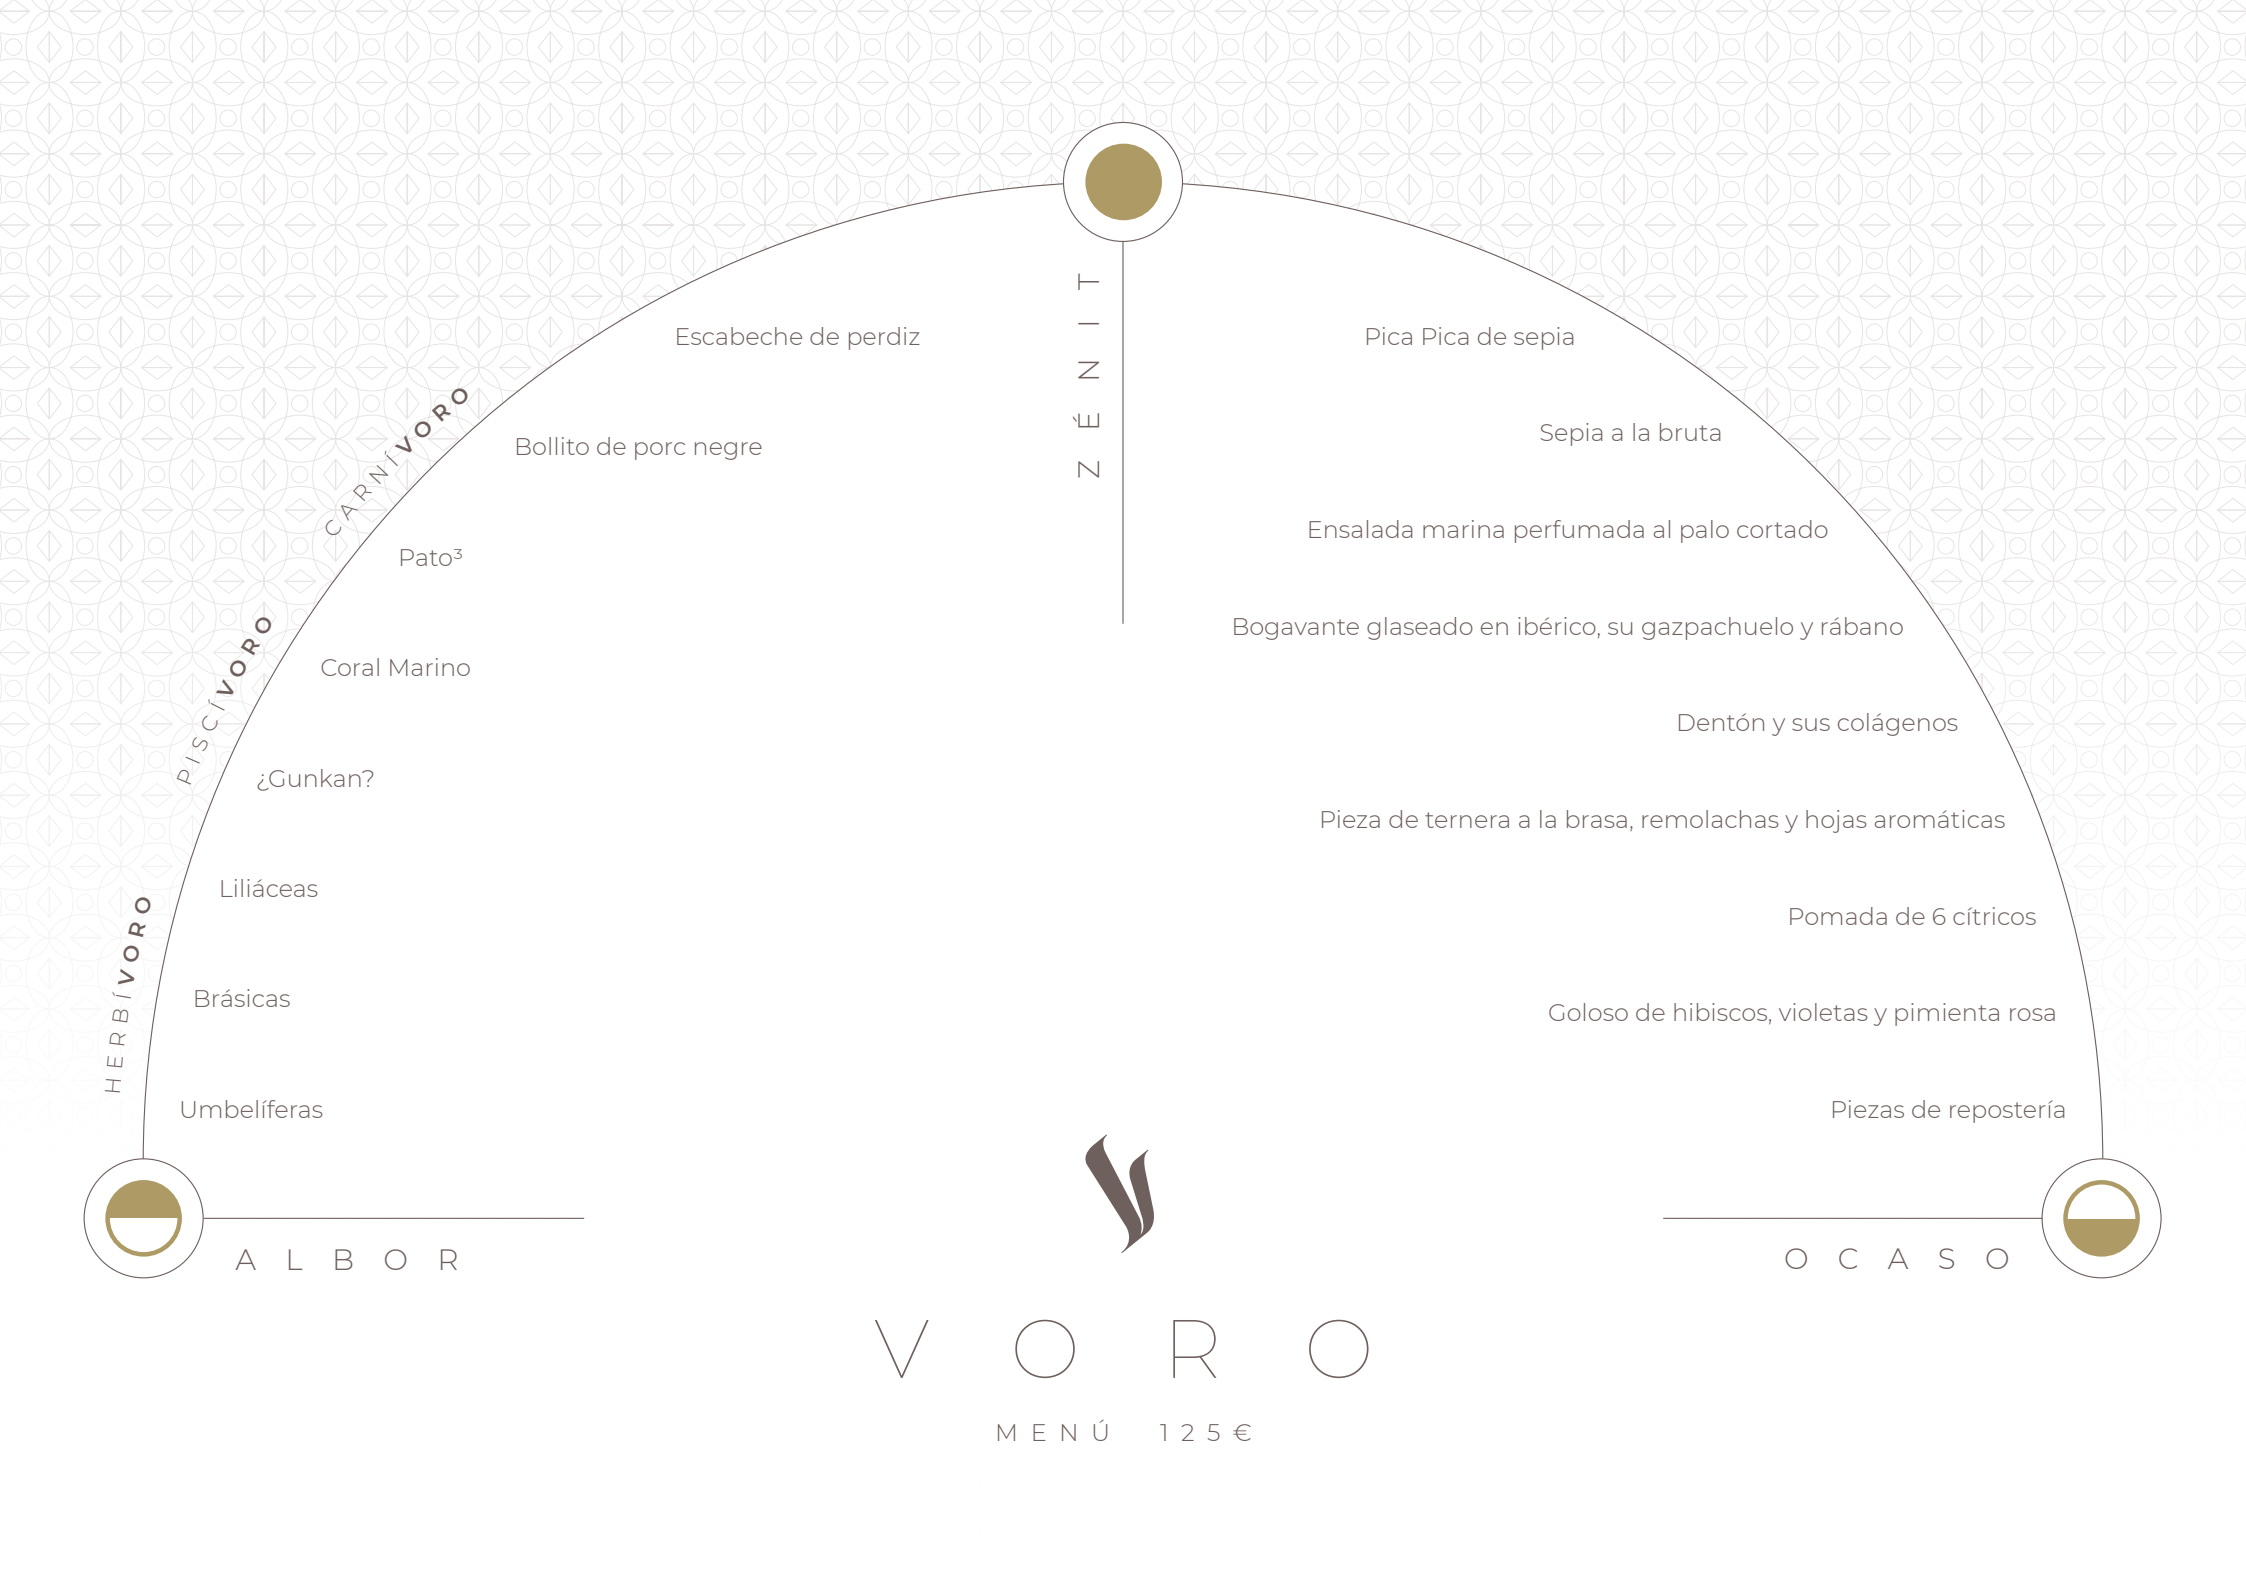 ZÉNIT
Escabeche de perdiz
Bollito de porc negre
CARNÍVORO
Pato³
Coral Marino
PISCÍVORO
¿Gunkan?
Liliáceas
HERBÍVORO
Brásicas
Umbelíferas
ALBOR
Pica Pica de sepia
Sepia a la bruta
Ensalada marina perfumada al palo cortado
Bogavante glaseado en ibérico, su gazpachuelo y rábano
Dentón y sus colágenos
Pieza de ternera a la brasa, remolachas y hojas aromáticas
Pomada de 6 cítricos
Goloso de hibiscos, violetas y pimienta rosa
Piezas de repostería
OCASO
VORO
MENÚ 125€